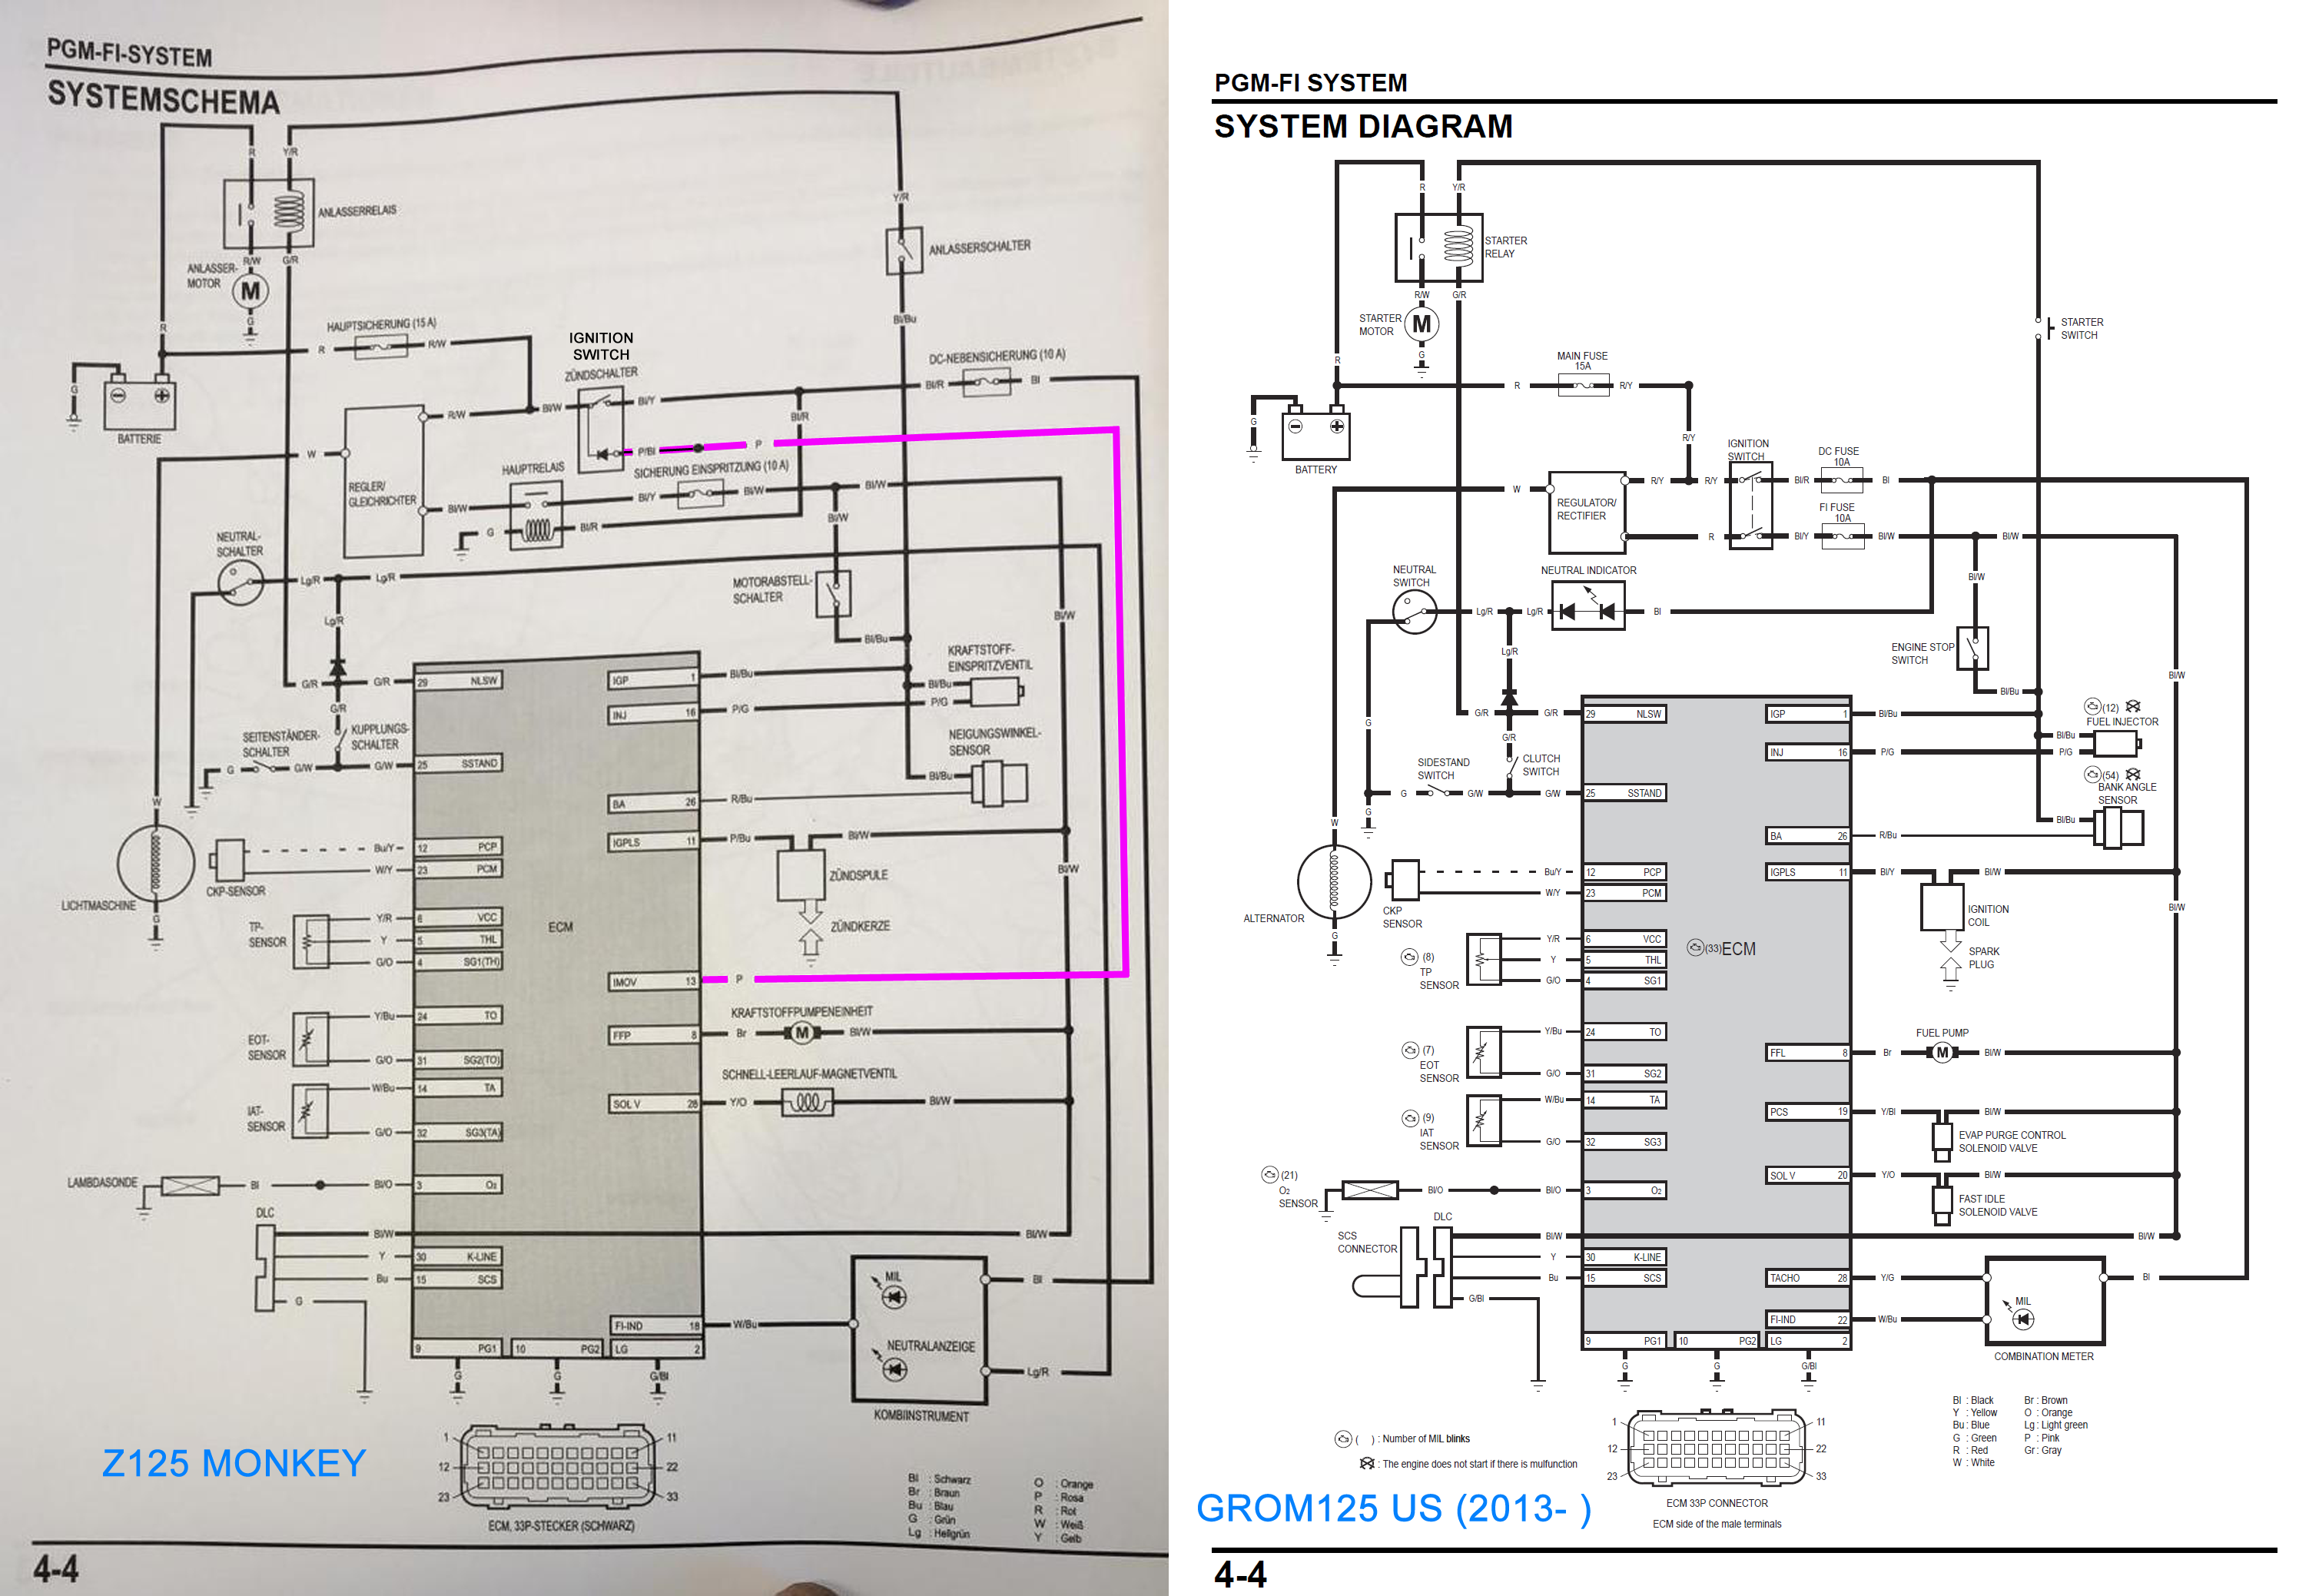 PGM-FI-SYSTEM
SYSTEMSCHEMA
R
Y/R
ANLASSERRELAIS
Y/R
ANLASSERSCHALTER
R/W
G/R
ANLASSER-
MOTOR
M
G
R
HAUPTSICHERUNG (15 A)
R
R/W
Bl/Bu
IGNITION
SWITCH
ZÜNDSCHALTER
DC-NEBENSICHERUNG (10 A)
Bl/R
Bl
G
BATTERIE
R/W
Bl/W
Bl/Y
Bl/R
W
P/Bl
P
REGLER/
GLEICHRICHTER
HAUPTRELAIS
SICHERUNG EINSPRITZUNG (10 A)
Bl/W
Bl/Y
Bl/W
Bl/W
G
Bl/R
Bl/W
NEUTRAL-
SCHALTER
Lg/R
Lg/R
MOTORABSTELL-
SCHALTER
Lg/R
Bl/W
Bl/Bu
KRAFTSTOFF-
EINSPRITZVENTIL
G/R
G/R
29 NLSW
IGP 1
Bl/Bu
Bl/Bu
G/R
INJ 16
P/G
P/G
SEITENSTÄNDER-
SCHALTER
KUPPLUNGS-
SCHALTER
NEIGUNGSWINKEL-
SENSOR
G
G/W
G/W
25 SSTAND
Bl/Bu
W
BA 26
R/Bu
IGPLS 11
P/Bu
Bl/W
Bu/Y
12 PCP
W/Y
23 PCM
ZÜNDSPULE
Bl/W
LICHTMASCHINE
CKP-SENSOR
G
TP-
SENSOR
Y/R
6 VCC
Y
5 THL
G/O
4 SG1(TH)
ECM
ZÜNDKERZE
IMOV 13
P
EOT-
SENSOR
Y/Bu
24 TO
G/O
31 SG2(TO)
KRAFTSTOFFPUMPENEINHEIT
FFP 8
Br
M
Bl/W
IAT-
SENSOR
W/Bu
14 TA
G/O
32 SG3(TA)
SCHNELL-LEERLAUF-MAGNETVENTIL
SOL V 28
Y/O
Bl/W
LAMBDASONDE
Bl
Bl/O
3 O2
DLC
Bl/W
Bl/W
Y
30 K-LINE
Bu
15 SCS
G
MIL
Bl
FI-IND 18
W/Bu
NEUTRALANZEIGE
Lg/R
9 PG1
10 PG2
LG 2
G
G
G/Bl
KOMBIINSTRUMENT
1
11
12
22
23
33
ECM, 33P-STECKER (SCHWARZ)
Z125 MONKEY
Bl : Schwarz
Br : Braun
Bu : Blau
G : Grün
Lg : Hellgrün
O : Orange
P : Rosa
R : Rot
W : Weiß
Y : Gelb
4-4
PGM-FI SYSTEM
SYSTEM DIAGRAM
R
Y/R
STARTER
RELAY
R/W
G/R
STARTER
MOTOR
M
G
STARTER
SWITCH
R
MAIN FUSE
15A
R
R/Y
G
BATTERY
R/Y
IGNITION
SWITCH
DC FUSE
10A
W
REGULATOR/
RECTIFIER
R/Y
R/Y
Bl/R
Bl
FI FUSE
10A
R
Bl/Y
Bl/W
Bl/W
NEUTRAL
SWITCH
NEUTRAL INDICATOR
Bl/W
Lg/R
Lg/R
Bl
Lg/R
ENGINE STOP
SWITCH
Bl/W
Bl/Bu
G
G/R
G/R
29 NLSW
IGP 1
Bl/Bu
(12)
FUEL INJECTOR
G/R
Bl/Bu
INJ 16
P/G
P/G
SIDESTAND
SWITCH
CLUTCH
SWITCH
(54)
BANK ANGLE
SENSOR
G
G/W
G/W
25 SSTAND
G
Bl/Bu
W
BA 26
R/Bu
Bu/Y
12 PCP
IGPLS 11
Bl/Y
Bl/W
W/Y
23 PCM
ALTERNATOR
CKP
SENSOR
IGNITION
COIL
Bl/W
G
(8)
TP
SENSOR
Y/R
6 VCC
Y
5 THL
G/O
4 SG1
(33)ECM
SPARK
PLUG
(7)
EOT
SENSOR
Y/Bu
24 TO
G/O
31 SG2
FUEL PUMP
FFL 8
Br
M
Bl/W
(9)
IAT
SENSOR
W/Bu
14 TA
G/O
32 SG3
PCS 19
Y/Bl
Bl/W
EVAP PURGE CONTROL
SOLENOID VALVE
(21)
O2
SENSOR
Bl/O
Bl/O
3 O2
SOL V 20
Y/O
Bl/W
FAST IDLE
SOLENOID VALVE
SCS
CONNECTOR
DLC
Bl/W
Bl/W
Y
30 K-LINE
Bu
15 SCS
G/Bl
TACHO 28
Y/G
Bl
MIL
FI-IND 22
W/Bu
9 PG1
10 PG2
LG 2
G
G
G/Bl
COMBINATION METER
( ) : Number of MIL blinks
: The engine does not start if there is mulfunction
1
11
12
22
23
33
ECM 33P CONNECTOR
ECM side of the male terminals
Bl : Black
Y : Yellow
Bu : Blue
G : Green
R : Red
W : White
Br : Brown
O : Orange
Lg : Light green
P : Pink
Gr : Gray
GROM125 US (2013- )
4-4